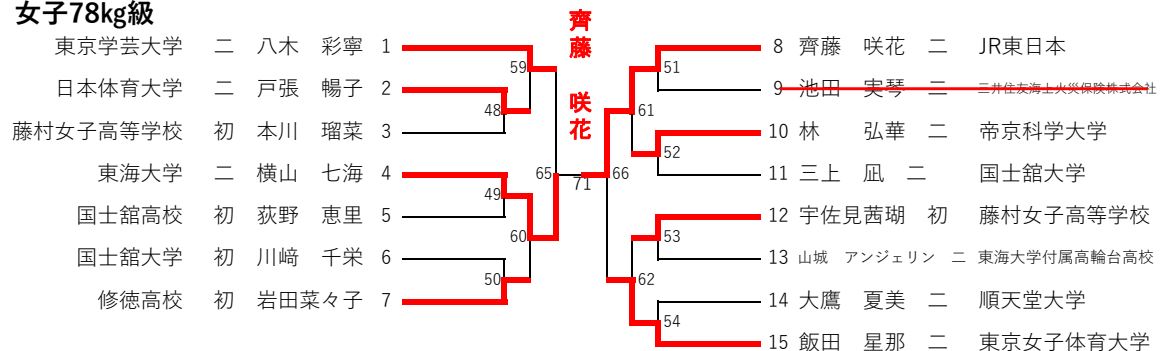 女子78kg級
齊藤　咲花
東京学芸大学　二　八木　彩寧　1
日本体育大学　二　戸張　暢子　2
藤村女子高等学校　初　本川　瑠菜　3
東海大学　二　横山　七海　4
国士舘高校　初　荻野　恵里　5
国士舘大学　初　川﨑　千栄　6
修徳高校　初　岩田菜々子　7
59
48
49
60
50
65
71
66
51
61
52
53
62
54
8　齊藤　咲花　二　JR東日本
9　池田　実琴　二　三井住友海上火災保険株式会社
10　林　　弘華　二　帝京科学大学
11　三上　凪　二　国士舘大学
12　宇佐見茜瑚　初　藤村女子高等学校
13　山城　アンジェリン　二　東海大学付属高輪台高校
14　大鷹　夏美　二　順天堂大学
15　飯田　星那　二　東京女子体育大学